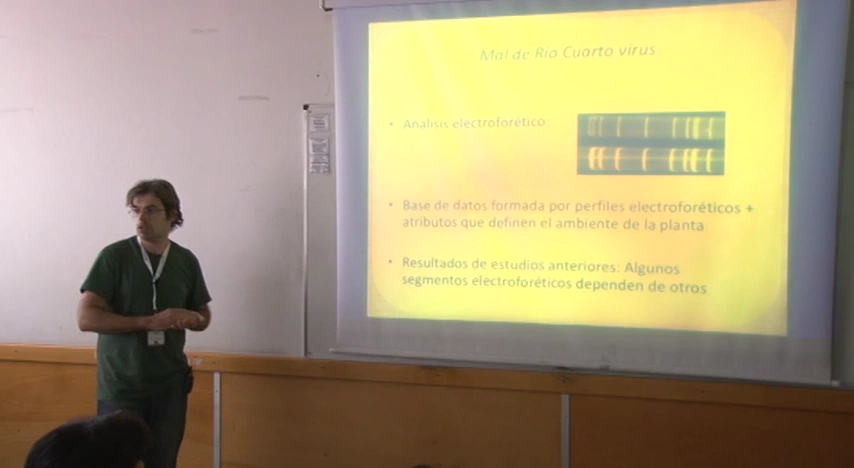 Mal de Río Cuarto virus
• Análisis electroforético
• Base de datos formada por perfiles electroforéticos +
atributos que definen el ambiente de la planta
• Resultados de estudios anteriores: Algunos
segmentos electroforéticos dependen de otros